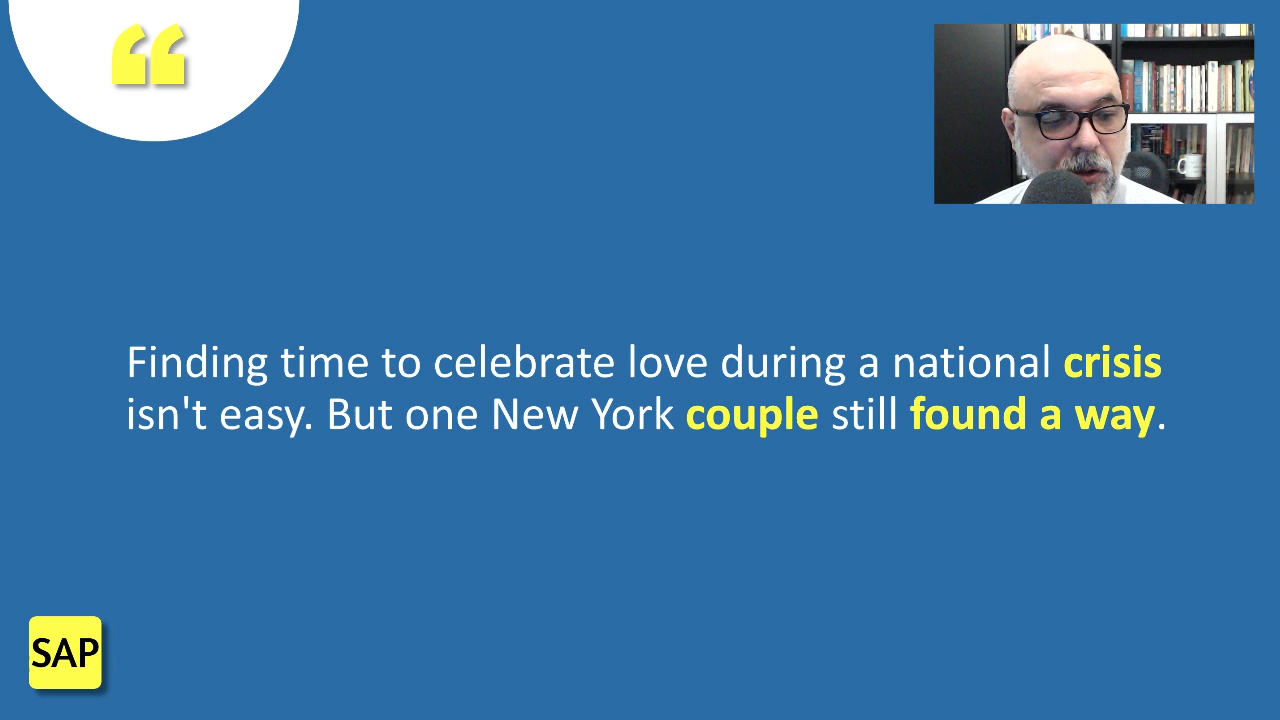 Finding time to celebrate love during a national crisis
isn't easy. But one New York couple still found a way.
SAP